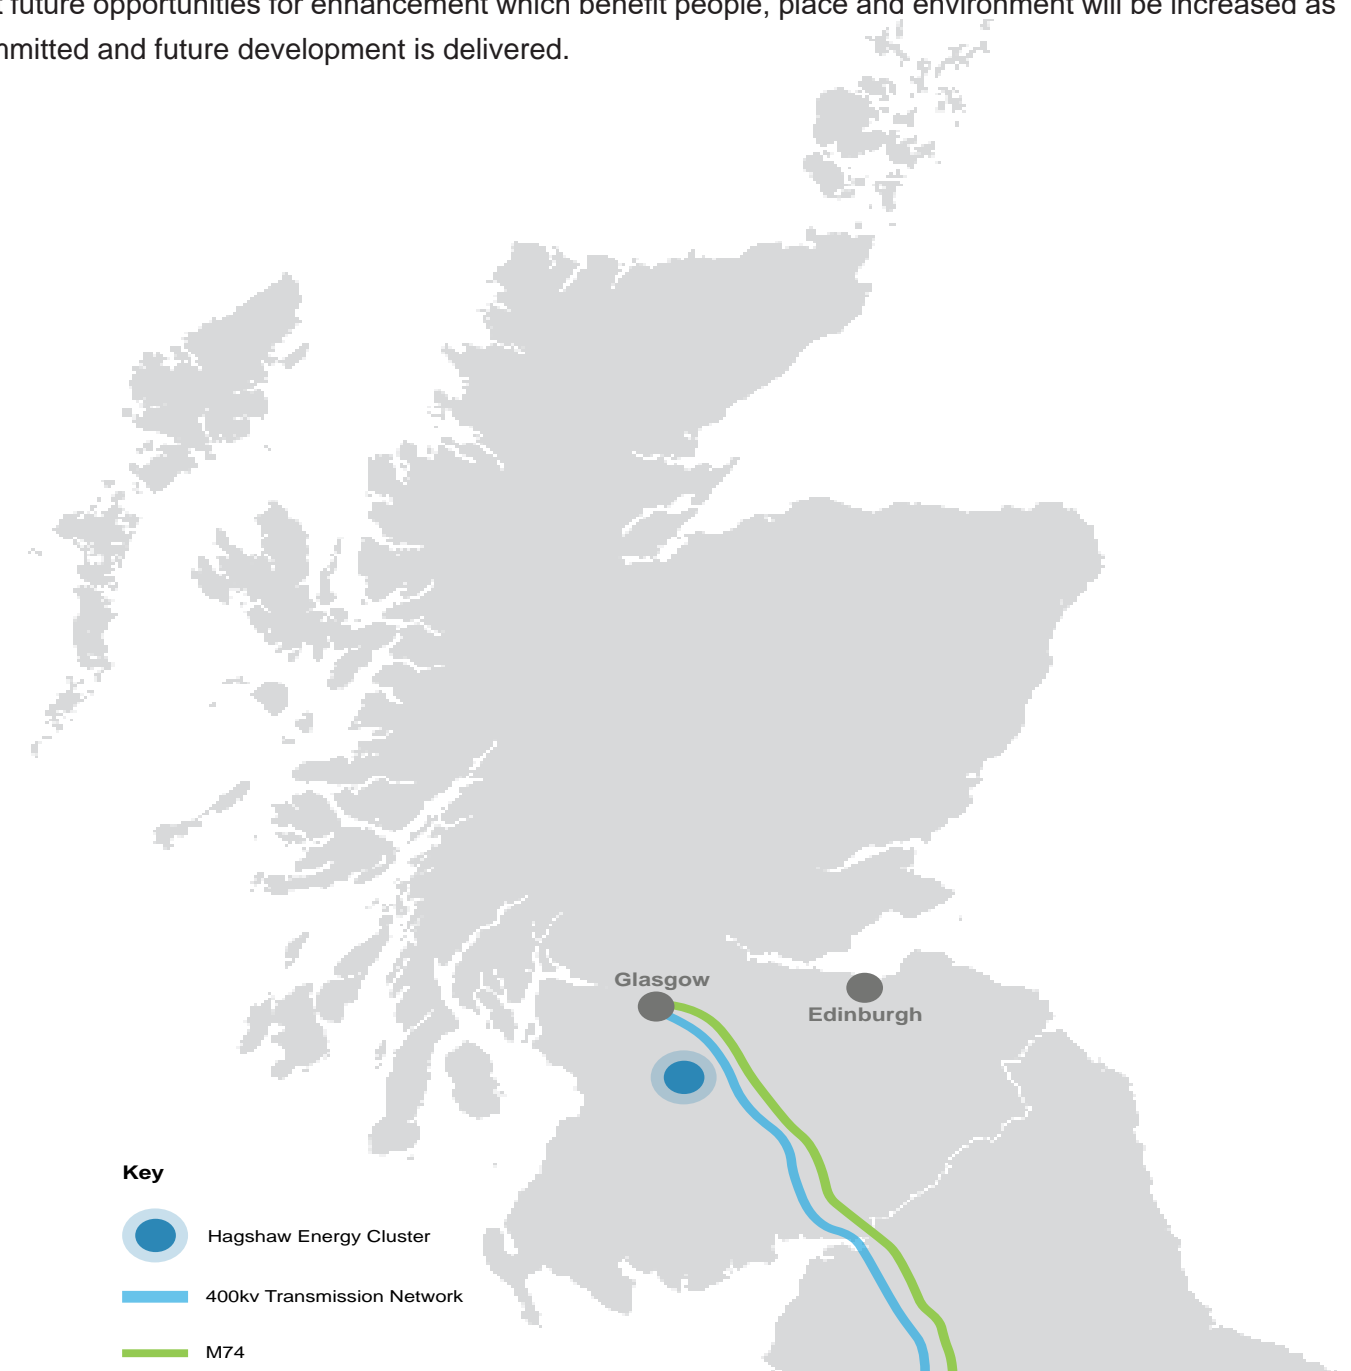 future opportunities for enhancement which benefit people, place and environment will be increased as
and future development is delivered.
Glasgow
Edinburgh
Key
Hagshaw Energy Cluster
400kv Transmission Network
M74